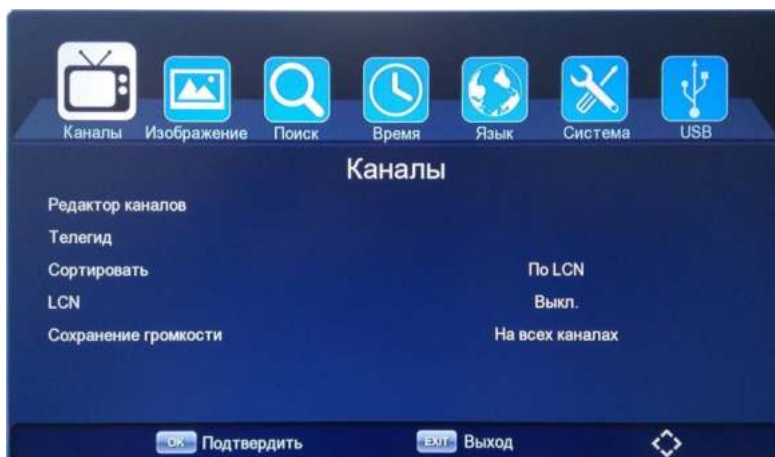 Каналы Изображение Поиск Время Язык Система USB
Каналы
Редактор каналов
Телегид
Сортировать По LCN
LCN Выкл.
Сохранение громкости На всех каналах
OK Подтвердить EXIT Выход